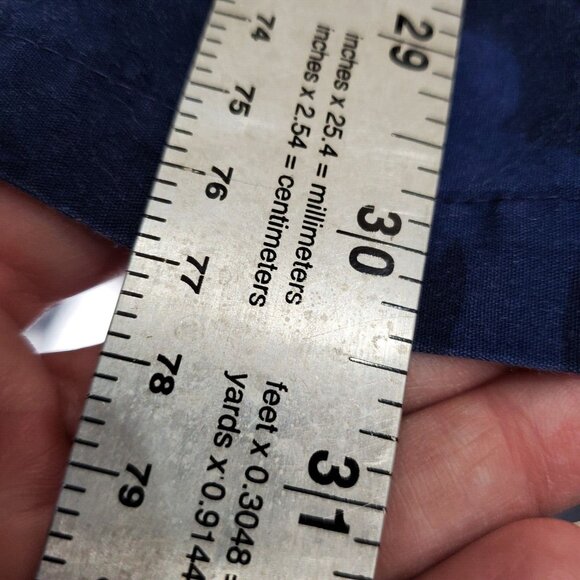 74
75
76
77
78
79
inches x 25.4 = millimeters
inches x 2.54 = centimeters
feet x 0.3048 =
yards x 0.9144
29
30
31